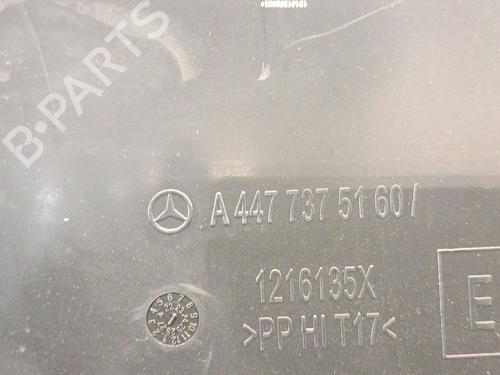 B-PARTS
A 447 737 51 60 /
1216135X
E
>PP HI T17<